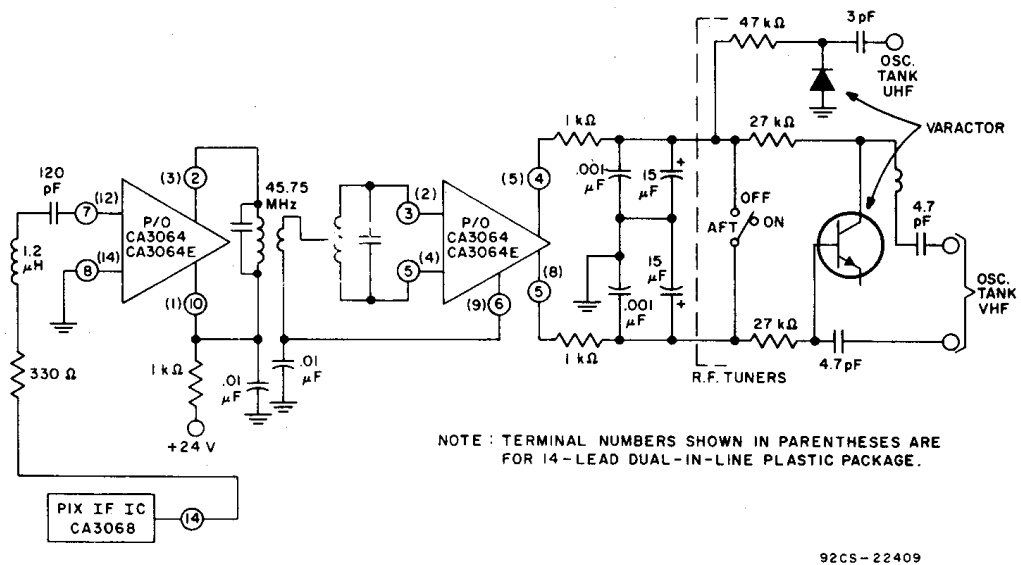 47 kΩ
3 pF
OSC.
TANK
UHF
VARACTOR
1 kΩ
27 kΩ
120
pF
(3) 2
45.75
MHz
7 (12)
P/O
CA3064
CA3064E
8 (14)
(1) 10
1.2
μH
330 Ω
1 kΩ
+24 V
.01
μF
.01
μF
3 (2)
P/O
CA3064
CA3064E
5 (4)
(5) 4
(8)
5
(9) 6
.001
μF
15
μF
+
15
μF
+
.001
μF
1 kΩ
OFF
AFT
ON
27 kΩ
4.7 pF
4.7
pF
OSC.
TANK
VHF
R.F. TUNERS
NOTE : TERMINAL NUMBERS SHOWN IN PARENTHESES ARE
FOR 14-LEAD DUAL-IN-LINE PLASTIC PACKAGE.
PIX IF IC
CA3068
14
92CS-22409